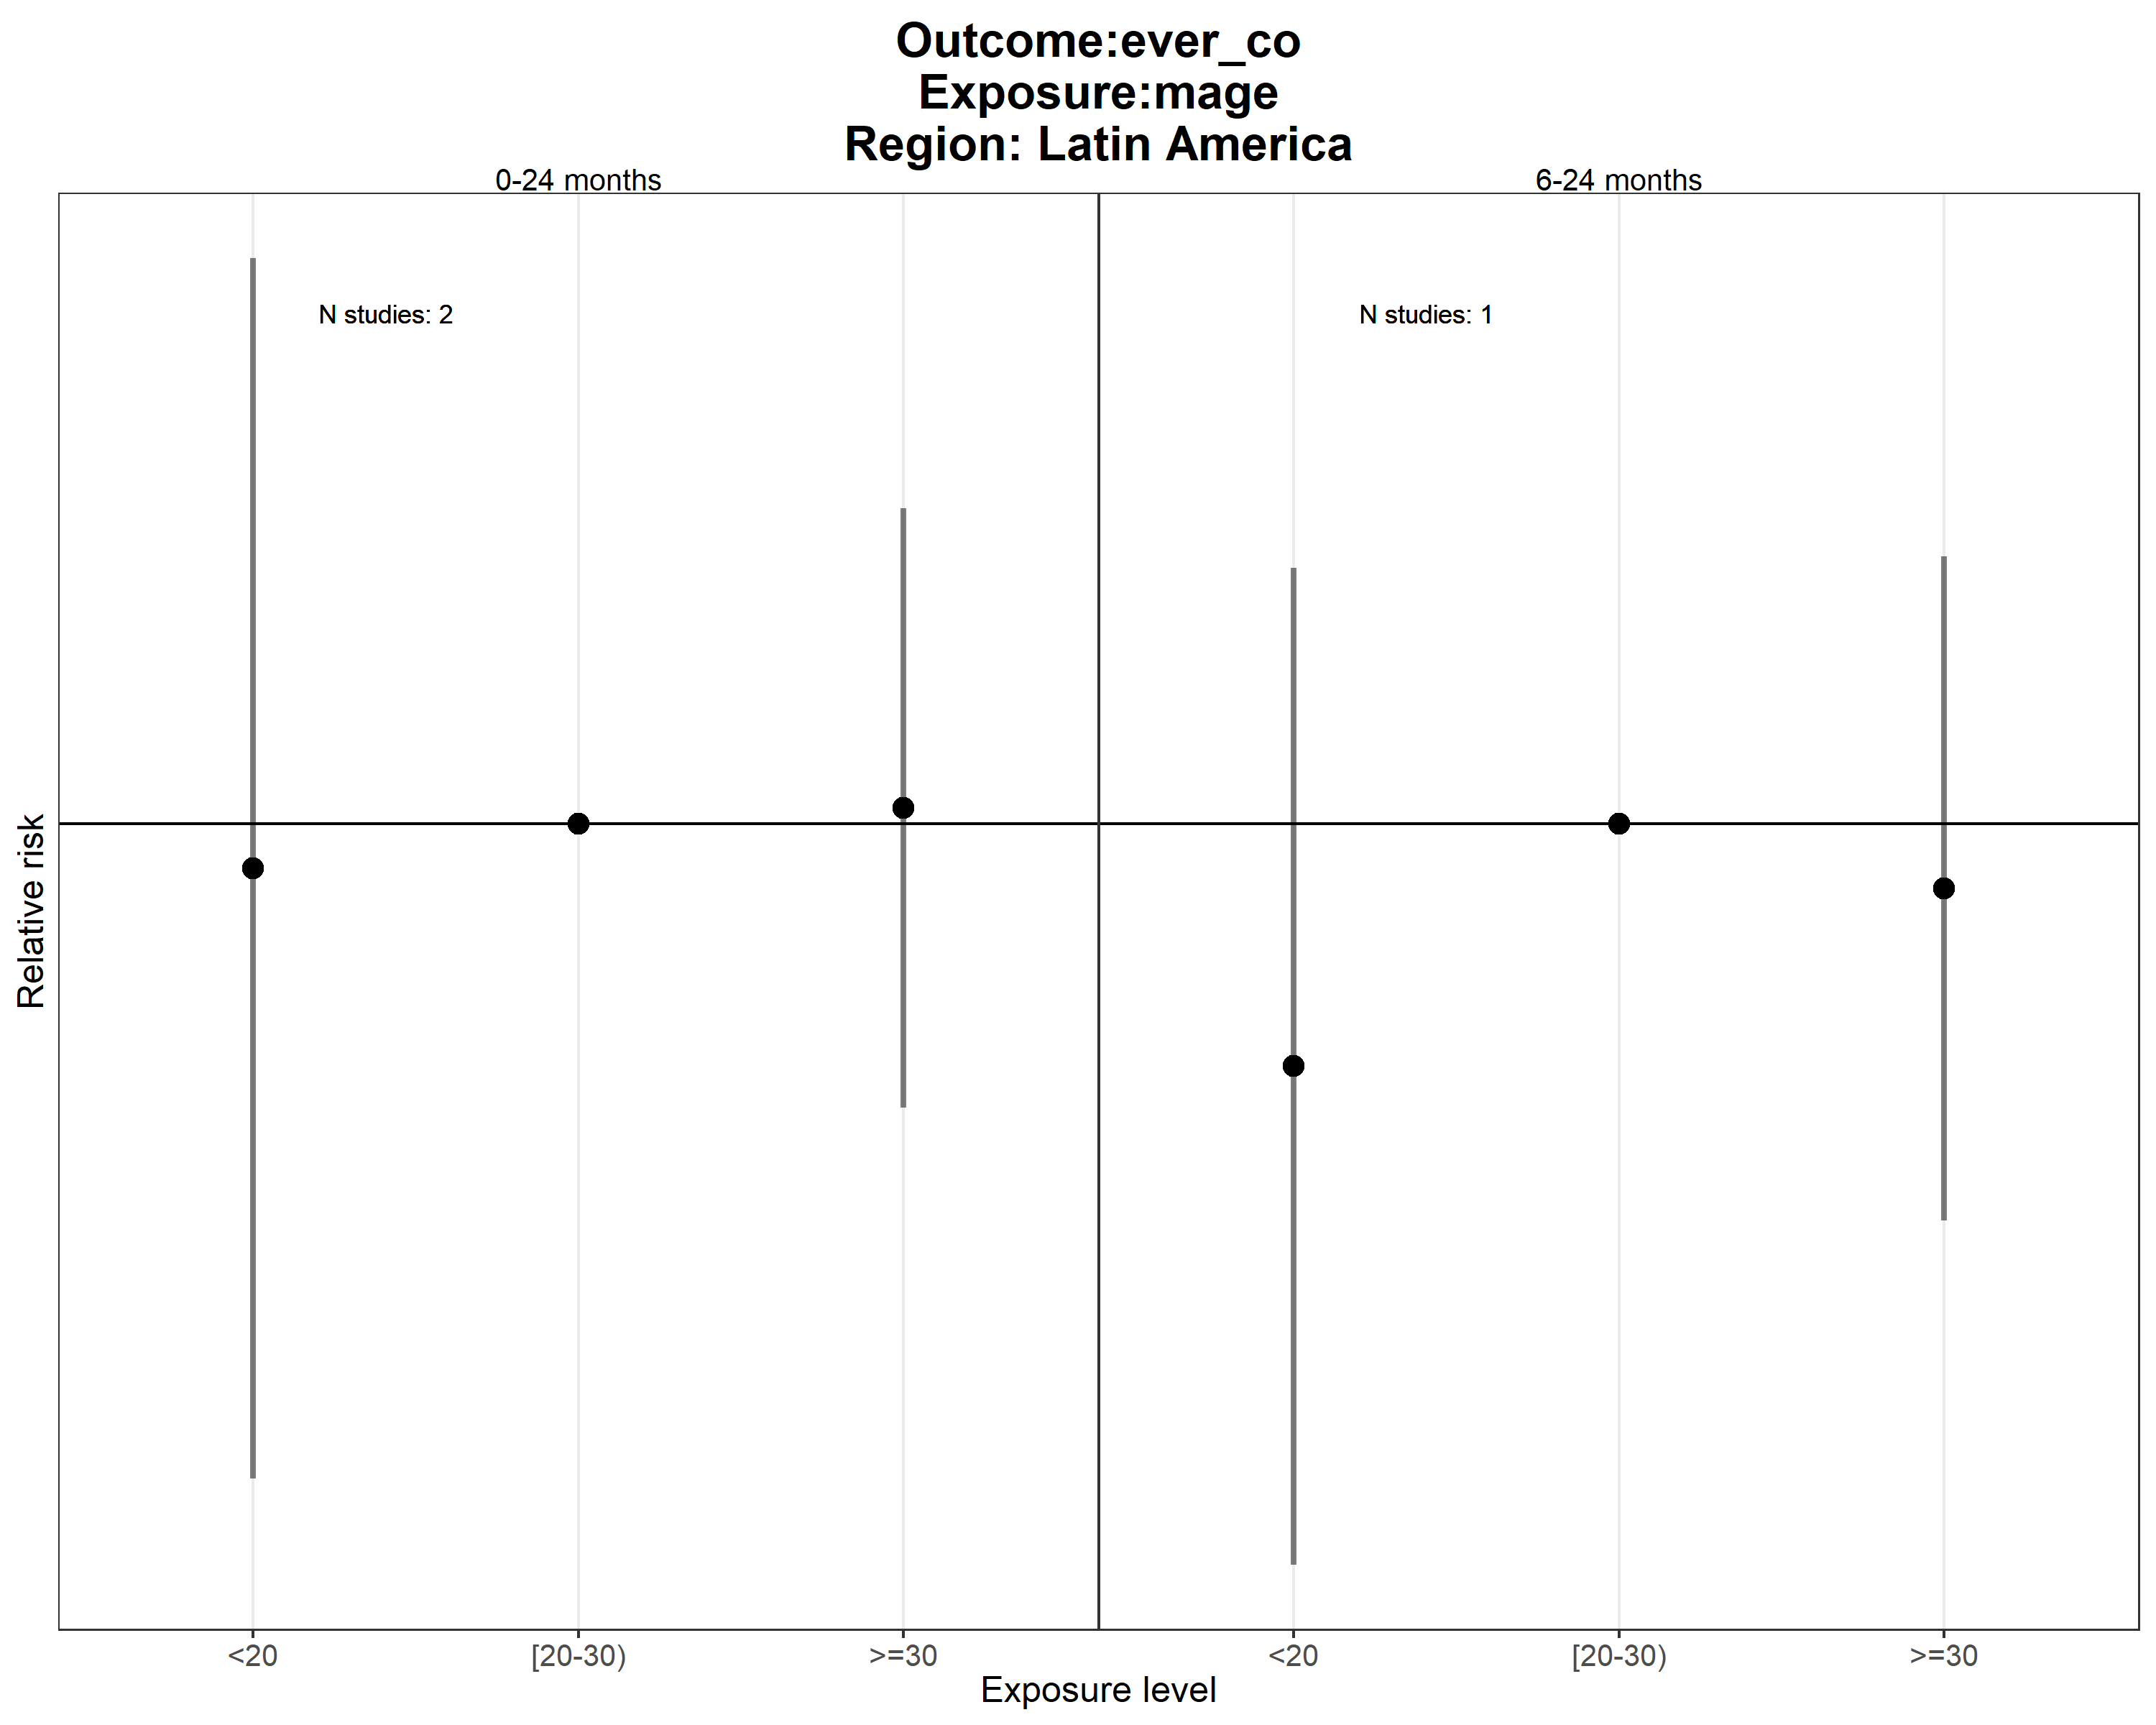 Outcome:ever_co
Exposure:mage
Region: Latin America
0-24 months
6-24 months
N studies: 2
N studies: 1
Relative risk
<20
[20-30)
>=30
<20
[20-30)
>=30
Exposure level